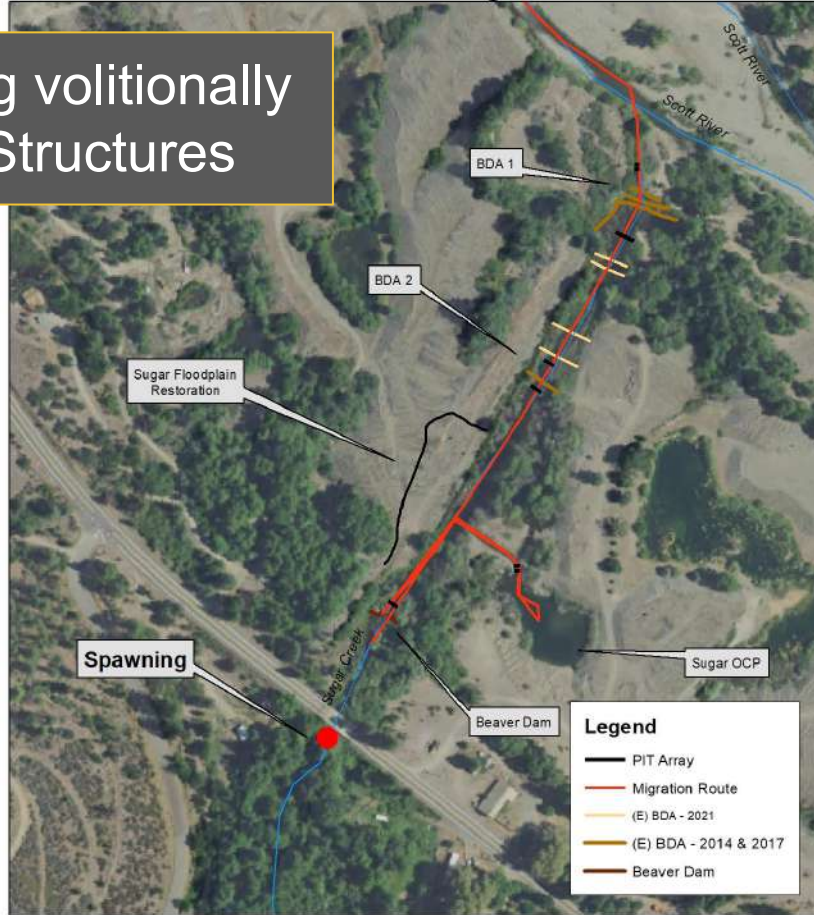 g volitionally
Structures
Scott River
Scott River
BDA 1
BDA 2
Sugar Floodplain
Restoration
Sugar Creek
Spawning
Beaver Dam
Sugar OCP
Legend
PIT Array
Migration Route
(E) BDA - 2021
(E) BDA - 2014 & 2017
Beaver Dam